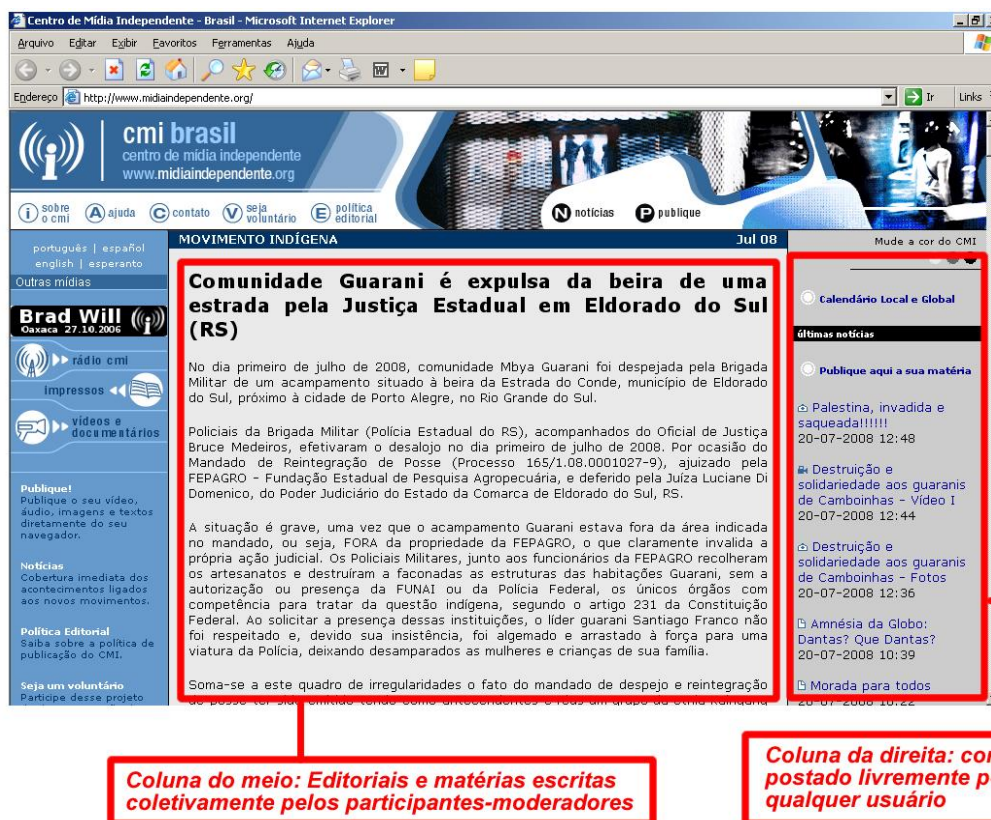 Centro de Mídia Independente - Brasil - Microsoft Internet Explorer
Arquivo Editar Exibir Favoritos Ferramentas Ajuda
Endereço http://www.midiaindependente.org/ Ir Links
cmi brasil
centro de mídia independente
www.midiaindependente.org
sobre o cmi
ajuda
contato
seja voluntário
política editorial
notícias
publique
português | español
english | esperanto
Outras mídias
Brad Will
Oaxaca 27.10.2006
rádio cmi
impressos
vídeos e
documentários
Publique!
Publique o seu vídeo,
áudio, imagens e textos
diretamente do seu
navegador.
Notícias
Cobertura imediata dos
acontecimentos ligados
aos novos movimentos.
Política Editorial
Saiba sobre a política de
publicação do CMI.
Seja um voluntário
Participe desse projeto
MOVIMENTO INDÍGENA Jul 08
Comunidade Guarani é expulsa da beira de uma
estrada pela Justiça Estadual em Eldorado do Sul
(RS)
No dia primeiro de julho de 2008, comunidade Mbya Guarani foi despejada pela Brigada
Militar de um acampamento situado à beira da Estrada do Conde, município de Eldorado
do Sul, próximo à cidade de Porto Alegre, no Rio Grande do Sul.
Policiais da Brigada Militar (Polícia Estadual do RS), acompanhados do Oficial de Justiça
Bruce Medeiros, efetivaram o desalojo no dia primeiro de julho de 2008. Por ocasião do
Mandado de Reintegração de Posse (Processo 165/1.08.0001027-9), ajuizado pela
FEPAGRO - Fundação Estadual de Pesquisa Agropecuária, e deferido pela Juíza Luciane Di
Domenico, do Poder Judiciário do Estado da Comarca de Eldorado do Sul, RS.
A situação é grave, uma vez que o acampamento Guarani estava fora da área indicada
no mandado, ou seja, FORA da propriedade da FEPAGRO, o que claramente invalida a
própria ação judicial. Os Policiais Militares, junto aos funcionários da FEPAGRO recolheram
os artesanatos e destruíram a faconadas as estruturas das habitações Guarani, sem a
autorização ou presença da FUNAI ou da Polícia Federal, os únicos órgãos com
competência para tratar da questão indígena, segundo o artigo 231 da Constituição
Federal. Ao solicitar a presença dessas instituições, o líder guarani Santiago Franco não
foi respeitado e, devido sua insistência, foi algemado e arrastado à força para uma
viatura da Polícia, deixando desamparados as mulheres e crianças de sua família.
Soma-se a este quadro de irregularidades o fato do mandado de despejo e reintegração
Mude a cor do CMI
Calendário Local e Global
últimas notícias
Publique aqui a sua matéria
Palestina, invadida e
saqueada!!!!!!
20-07-2008 12:48
Destruição e
solidariedade aos guaranis
de Camboinhas - Vídeo I
20-07-2008 12:44
Destruição e
solidariedade aos guaranis
de Camboinhas - Fotos
20-07-2008 12:36
Amnésia da Globo:
Dantas? Que Dantas?
20-07-2008 10:39
Morada para todos
20-07-2008 10:22
Coluna do meio: Editoriais e matérias escritas
coletivamente pelos participantes-moderadores
Coluna da direita:
postado livremente
qualquer usuário